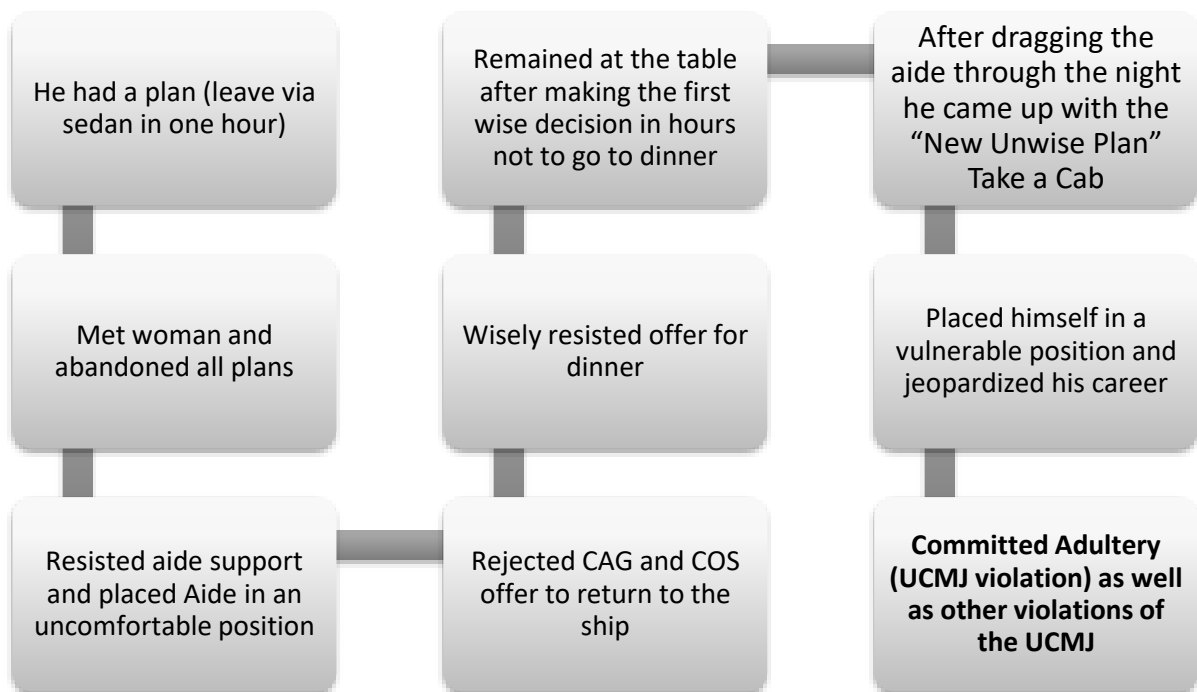 He had a plan (leave via
sedan in one hour)
Met woman and
abandoned all plans
Resisted aide support
and placed Aide in an
uncomfortable position
Rejected CAG and COS
offer to return to the
ship
Wisely resisted offer for
dinner
Remained at the table
after making the first
wise decision in hours
not to go to dinner
After dragging the
aide through the night
he came up with the
“New Unwise Plan”
Take a Cab
Placed himself in a
vulnerable position and
jeopardized his career
Committed Adultery
(UCMJ violation) as well
as other violations of
the UCMJ